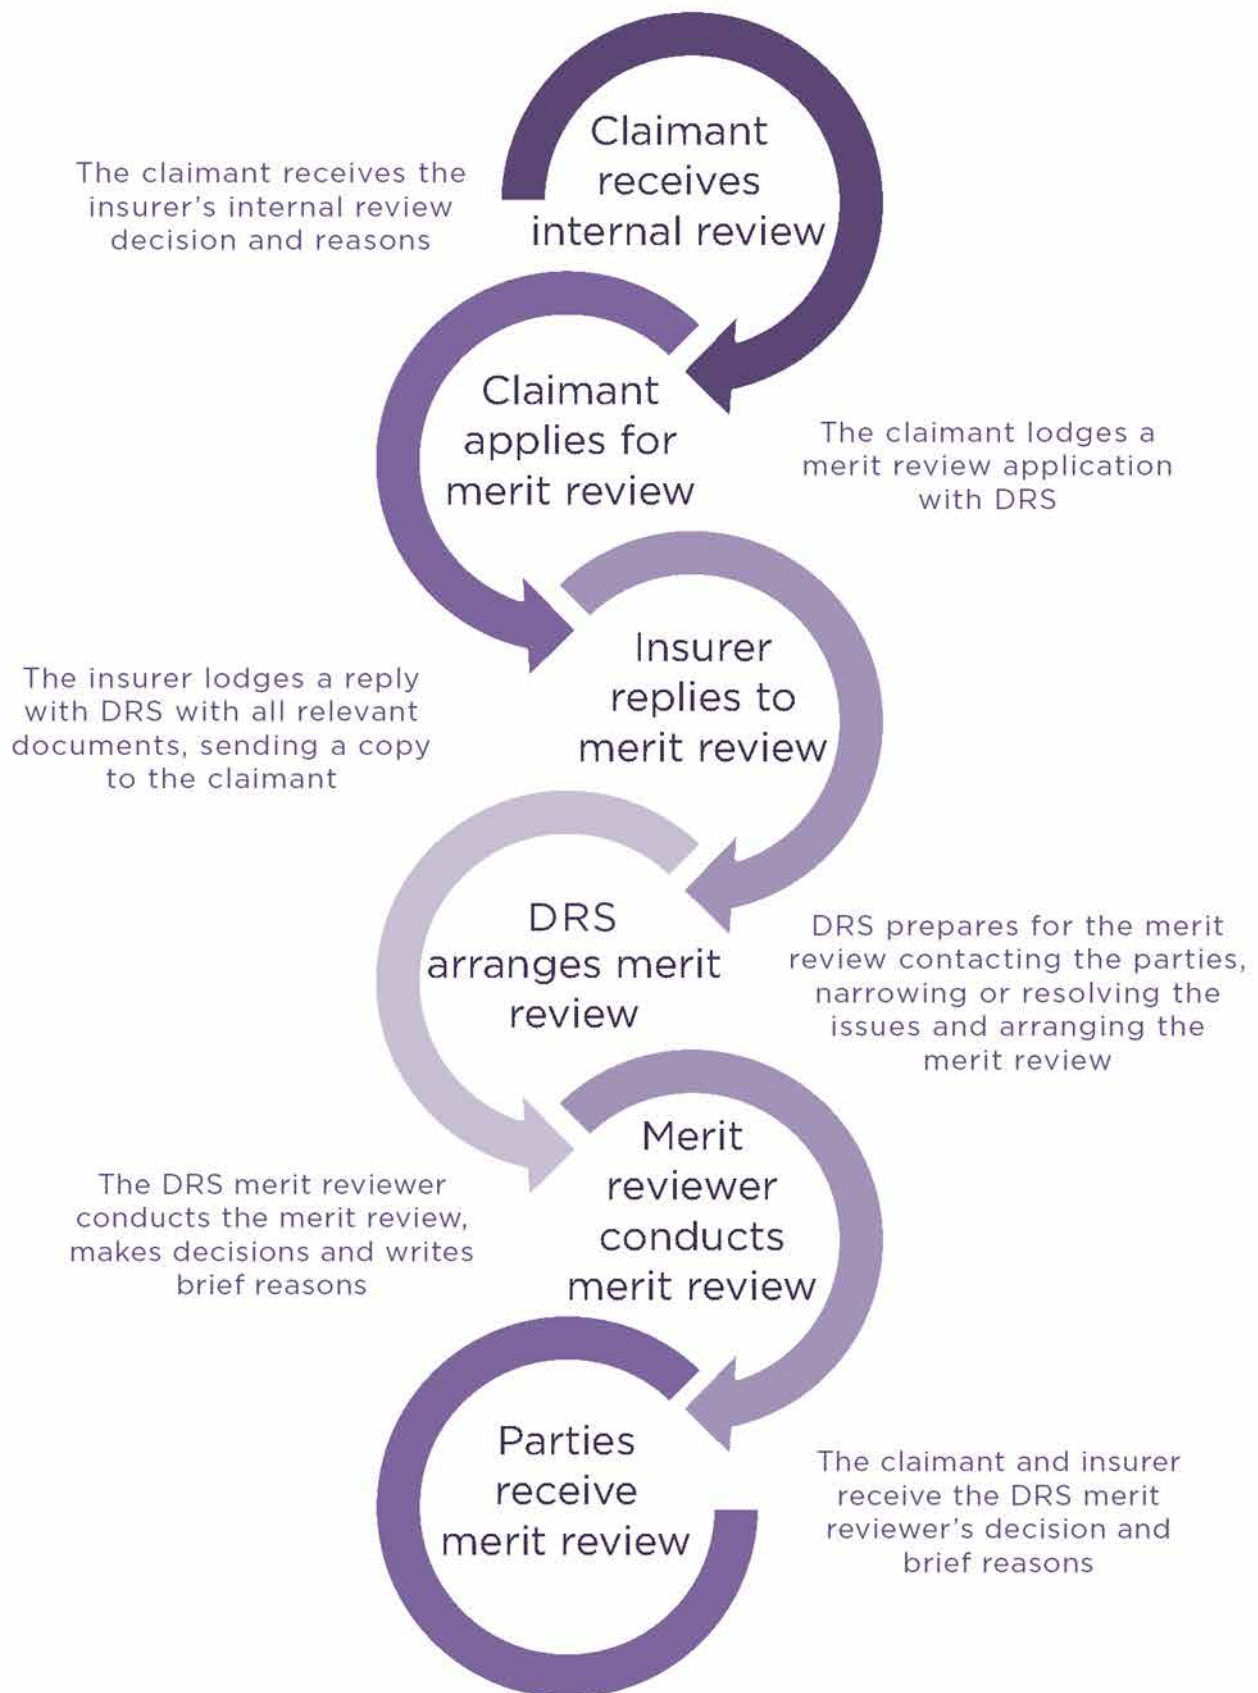 Claimant
receives
internal review
The claimant receives the
insurer's internal review
decision and reasons
Claimant
applies for
merit review
The claimant lodges a
merit review application
with DRS
Insurer
replies to
merit review
The insurer lodges a reply
with DRS with all relevant
documents, sending a copy
to the claimant
DRS
arranges merit
review
DRS prepares for the merit
review contacting the parties,
narrowing or resolving the
issues and arranging the
merit review
Merit
reviewer
conducts
merit review
The DRS merit reviewer
conducts the merit review,
makes decisions and writes
brief reasons
Parties
receive
merit review
The claimant and insurer
receive the DRS merit
reviewer's decision and
brief reasons